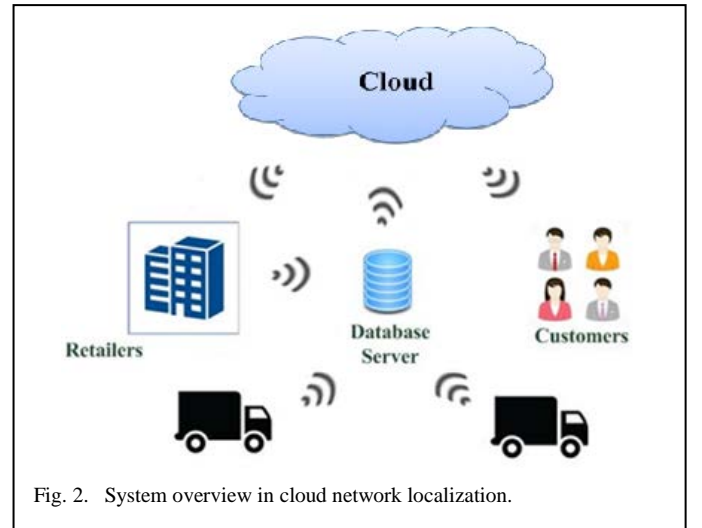 Cloud
Retailers
Database
Server
Customers
Fig. 2. System overview in cloud network localization.